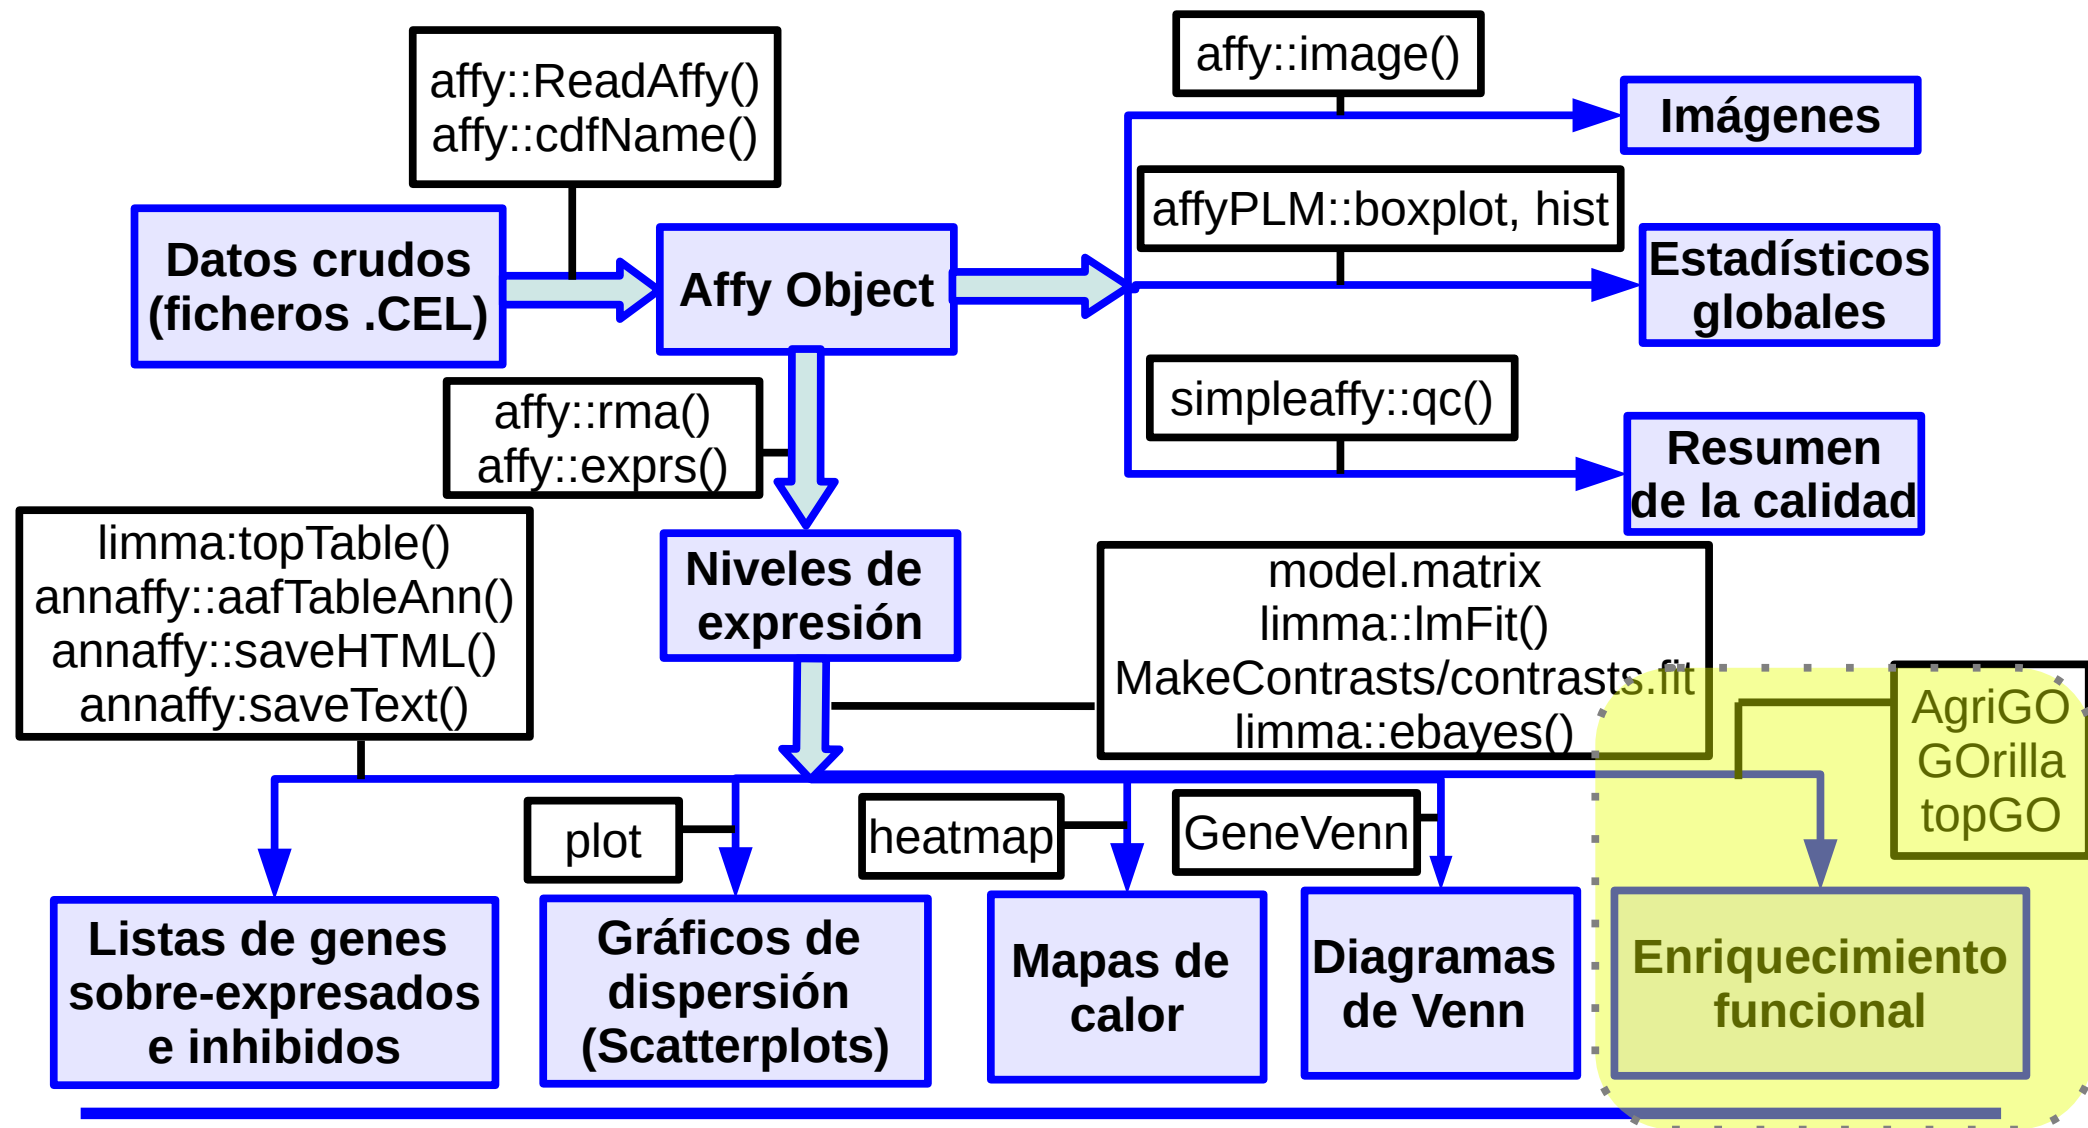 affy::ReadAffy()
affy::cdfName()
affy::image()
Imágenes
affyPLM::boxplot, hist
Datos crudos
(ficheros .CEL)
Affy Object
Estadísticos
globales
simpleaffy::qc()
Resumen
de la calidad
affy::rma()
affy::exprs()
limma:topTable()
annaffy::aafTableAnn()
annaffy::saveHTML()
annaffy:saveText()
Niveles de
expresión
model.matrix
limma::lmFit()
MakeContrasts/contrasts.fit
limma::ebayes()
AgriGO
GOrilla
topGO
plot
heatmap
GeneVenn
Listas de genes
sobre-expresados
e inhibidos
Gráficos de
dispersión
(Scatterplots)
Mapas de
calor
Diagramas
de Venn
Enriquecimiento
funcional